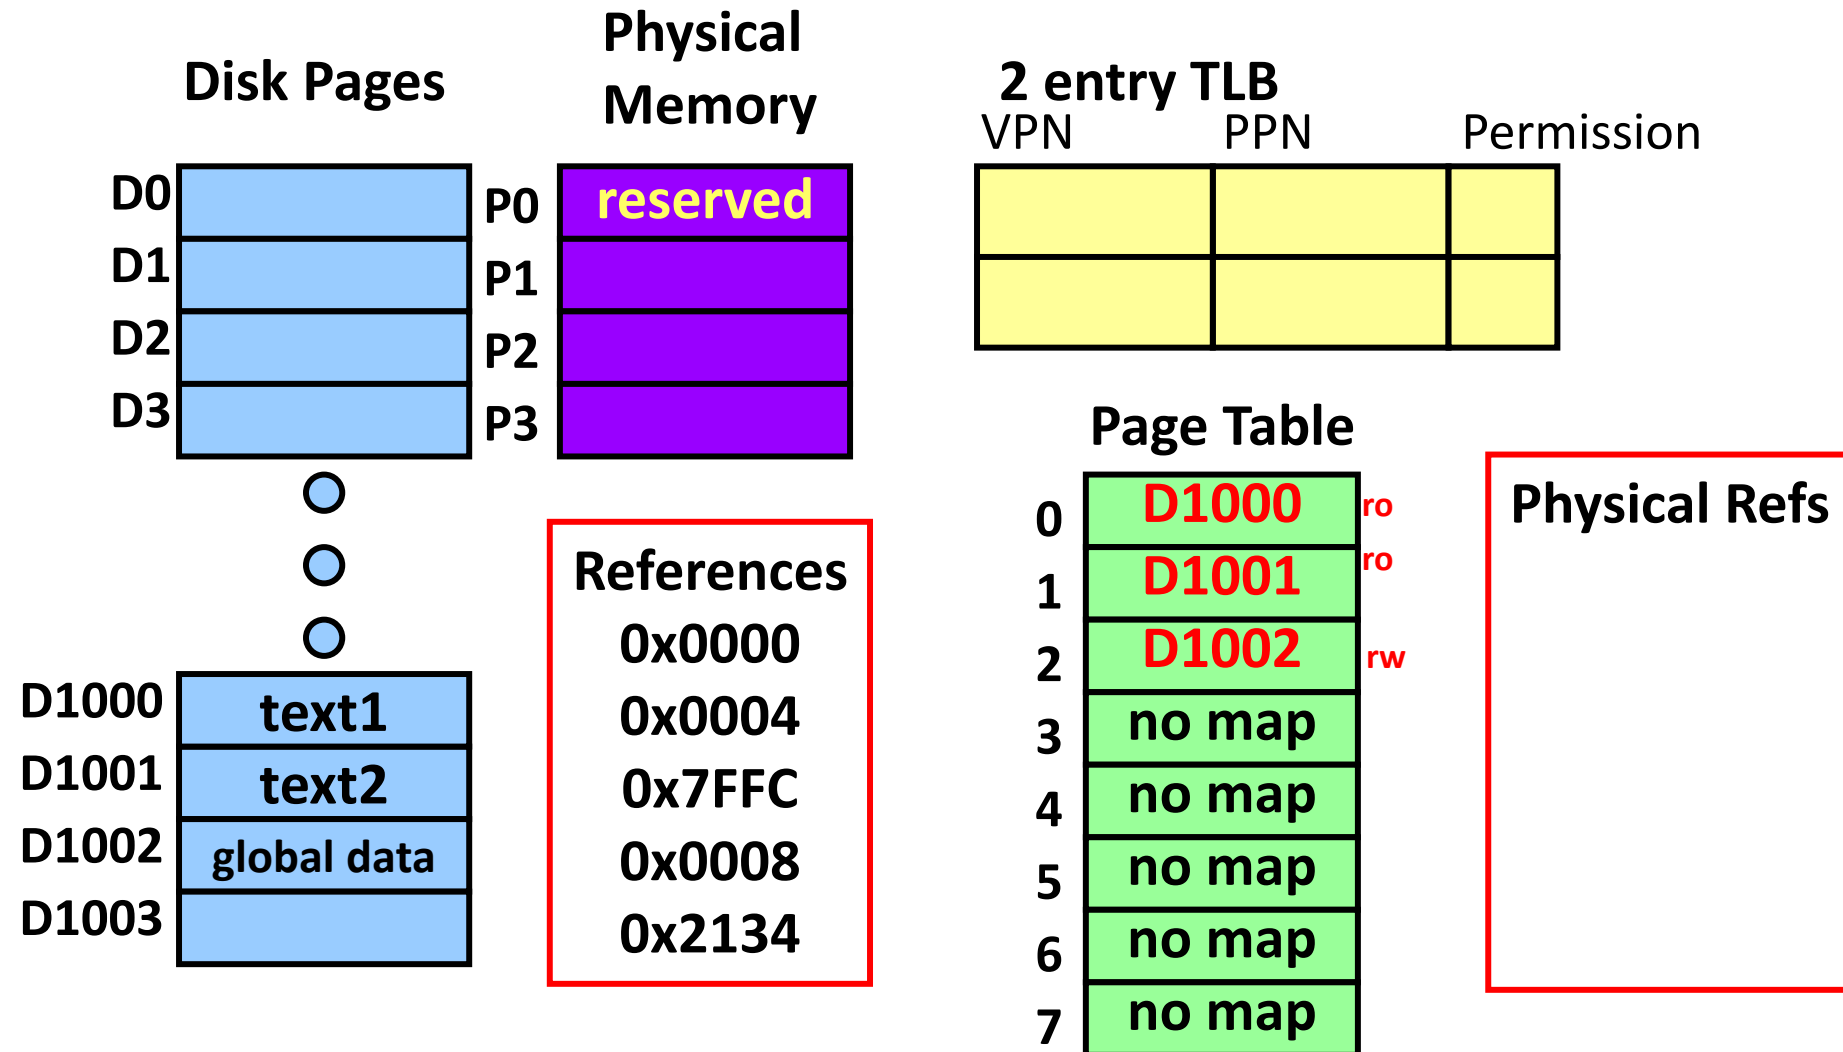 Disk Pages
D0
D1
D2
D3
D1000 text1
D1001 text2
D1002 global data
D1003
Physical
Memory
P0 reserved
P1
P2
P3
References
0x0000
0x0004
0x7FFC
0x0008
0x2134
2 entry TLB
VPN PPN Permission
Page Table
0 D1000 ro
1 D1001 ro
2 D1002 rw
3 no map
4 no map
5 no map
6 no map
7 no map
Physical Refs